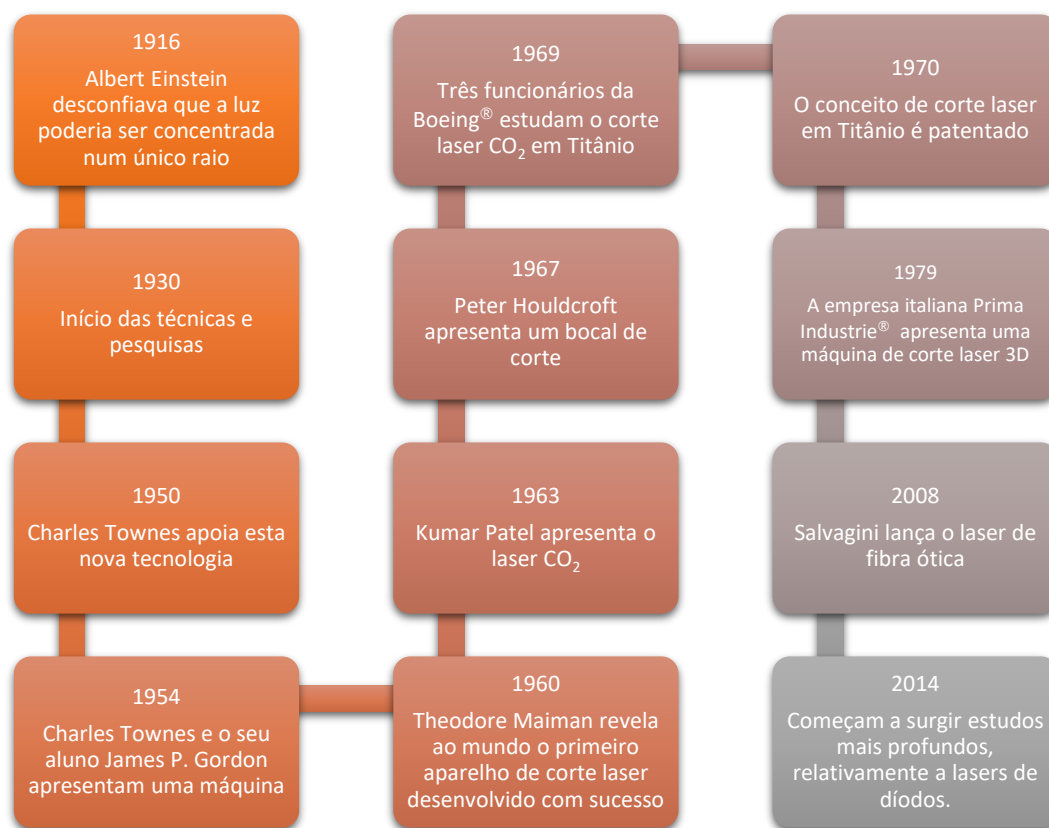 1916
Albert Einstein
desconfiava que a luz
poderia ser concentrada
num único raio
1930
Início das técnicas e
pesquisas
1950
Charles Townes apoia esta
nova tecnologia
1954
Charles Townes e o seu
aluno James P. Gordon
apresentam uma máquina
1960
Theodore Maiman revela
ao mundo o primeiro
aparelho de corte laser
desenvolvido com sucesso
1963
Kumar Patel apresenta o
laser CO₂
1967
Peter Houldcroft
apresenta um bocal de
corte
1969
Três funcionários da
Boeing® estudam o corte
laser CO₂ em Titânio
1970
O conceito de corte laser
em Titânio é patentado
1979
A empresa italiana Prima
Industrie® apresenta uma
máquina de corte laser 3D
2008
Salvagini lança o laser de
fibra ótica
2014
Começam a surgir estudos
mais profundos,
relativamente a lasers de
díodos.